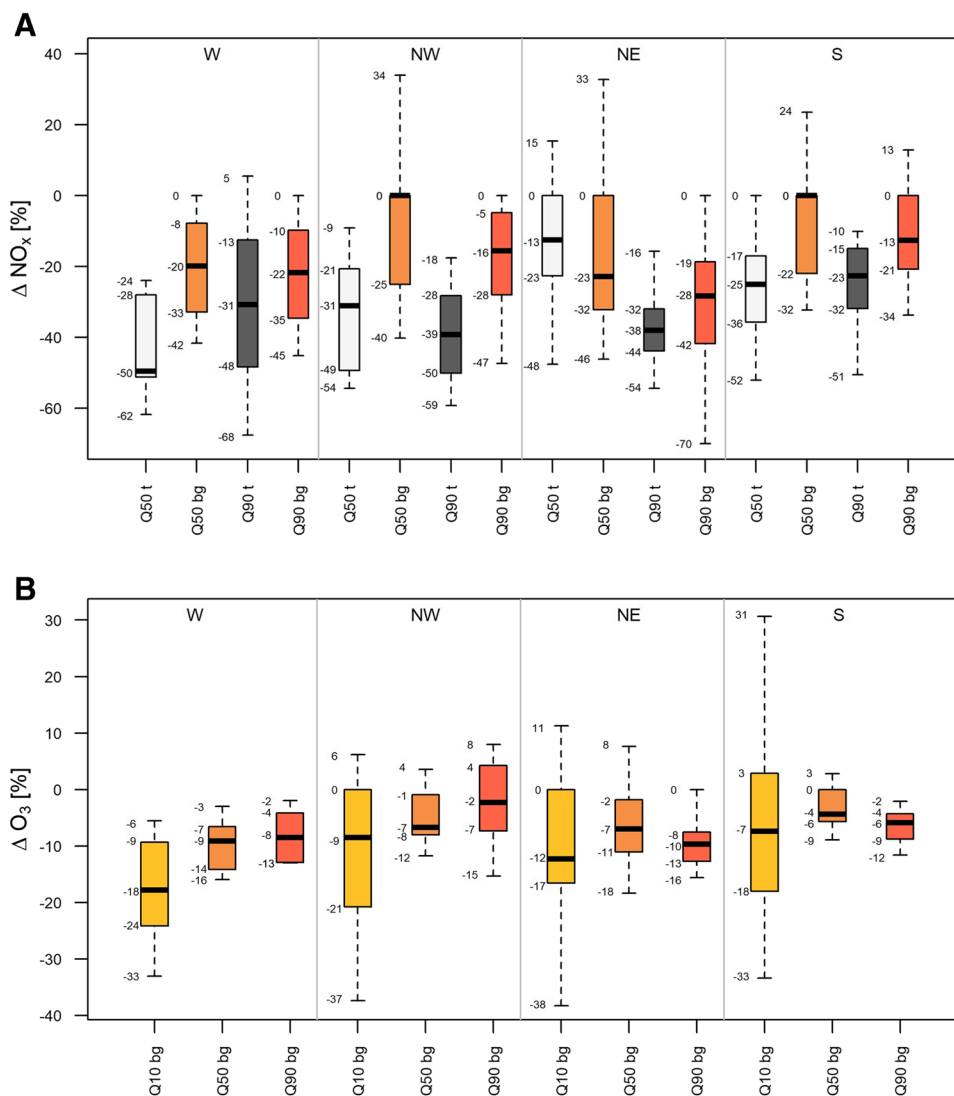 A
W NW NE S
Δ NOx [%]
40
20
0
-20
-40
-60
-24 -28 -50 -62
0 -8 -20 -33 -42
5 -13 -31 -48 -68
0 -10 -22 -35 -45
-9 -21 -31 -49 -54
34 0 -25 -40
-18 -28 -39 -50 -59
0 -5 -16 -28 -47
15 0 -13 -23 -48
33 0 -23 -32 -46
-16 -32 -38 -44 -54
0 -19 -28 -42 -70
0 -17 -25 -36 -52
24 0 -22 -32
-10 -15 -23 -32 -51
13 0 -13 -21 -34
Q50 t Q50 bg Q90 t Q90 bg Q50 t Q50 bg Q90 t Q90 bg Q50 t Q50 bg Q90 t Q90 bg Q50 t Q50 bg Q90 t Q90 bg
B
W NW NE S
Δ O3 [%]
30
20
10
0
-10
-20
-30
-40
-6 -9 -18 -24 -33
-3 -7 -9 -14 -16
-2 -4 -8 -13
6 0 -9 -21 -37
4 -1 -7 -8 -12
8 4 -2 -7 -15
11 0 -12 -17 -38
8 -2 -7 -11 -18
0 -8 -10 -13 -16
31 3 -7 -18 -33
3 0 -4 -6 -9
-2 -4 -6 -9 -12
Q10 bg Q50 bg Q90 bg Q10 bg Q50 bg Q90 bg Q10 bg Q50 bg Q90 bg Q10 bg Q50 bg Q90 bg